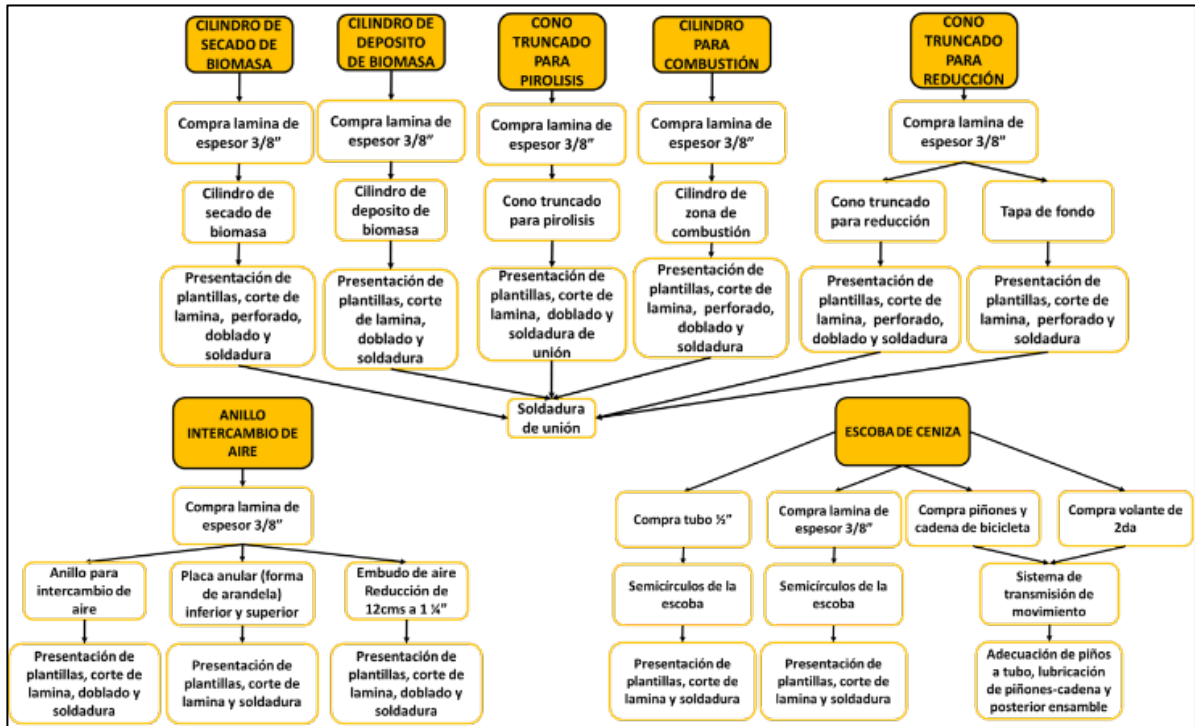 CILINDRO DE
SECADO DE
BIOMASA
CILINDRO DE
DEPOSITO
DE BIOMASA
CONO
TRUNCADO
PARA
PIROLISIS
CILINDRO
PARA
COMBUSTIÓN
CONO
TRUNCADO
PARA
REDUCCIÓN
Compra lamina de
espesor 3/8”
Compra lamina de
espesor 3/8”
Compra lamina de
espesor 3/8”
Compra lamina de
espesor 3/8”
Compra lamina de
espesor 3/8”
Cilindro de
secado de
biomasa
Cilindro de
deposito de
biomasa
Cono truncado
para pirolisis
Cilindro de
zona de
combustión
Cono truncado
para reducción
Tapa de fondo
Presentación de
plantillas, corte de
lamina, perforado,
doblado y
soldadura
Presentación de
plantillas, corte
de lamina,
doblado y
soldadura
Presentación de
plantillas, corte de
lamina, doblado y
soldadura de
unión
Presentación de
plantillas, corte de
lamina, perforado,
doblado y
soldadura
Presentación de
plantillas, corte de
lamina, perforado,
doblado y soldadura
Presentación de
plantillas, corte de
lamina, perforado y
soldadura
Soldadura
de unión
ANILLO
INTERCAMBIO DE
AIRE
ESCOBA DE CENIZA
Compra lamina de
espesor 3/8”
Compra tubo ½”
Compra lamina de
espesor 3/8”
Compra piñones y
cadena de bicicleta
Compra volante de
2da
Anillo para
intercambio de
aire
Placa anular (forma
de arandela)
inferior y superior
Embudo de aire
Reducción de
12cms a 1 ¼”
Semicírculos de la
escoba
Semicírculos de la
escoba
Sistema de
transmisión de
movimiento
Presentación de
plantillas, corte de
lamina, doblado y
soldadura
Presentación de
plantillas, corte de
lamina y soldadura
Presentación de
plantillas, corte de
lamina, doblado y
soldadura
Presentación de
plantillas, corte de
lamina y soldadura
Presentación de
plantillas, corte de
lamina y soldadura
Adecuación de piños
a tubo, lubricación
de piñones-cadena y
posterior ensamble